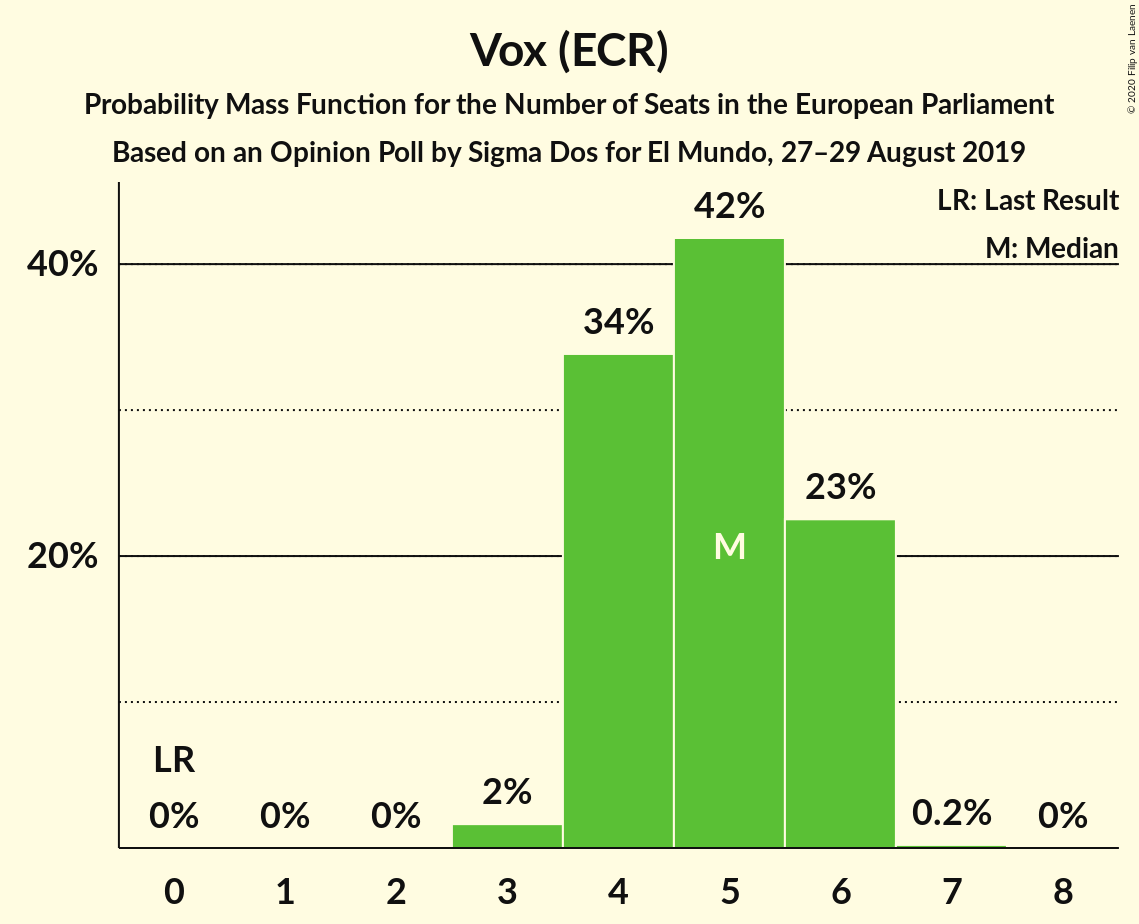 Vox (ECR)
Probability Mass Function for the Number of Seats in the European Parliament
Based on an Opinion Poll by Sigma Dos for El Mundo, 27–29 August 2019
© 2020 Filip van Laenen
LR: Last Result
M: Median
42%
40%
34%
23%
M
20%
LR
2%
0% 0% 0% 0.2% 0%
0 1 2 3 4 5 6 7 8